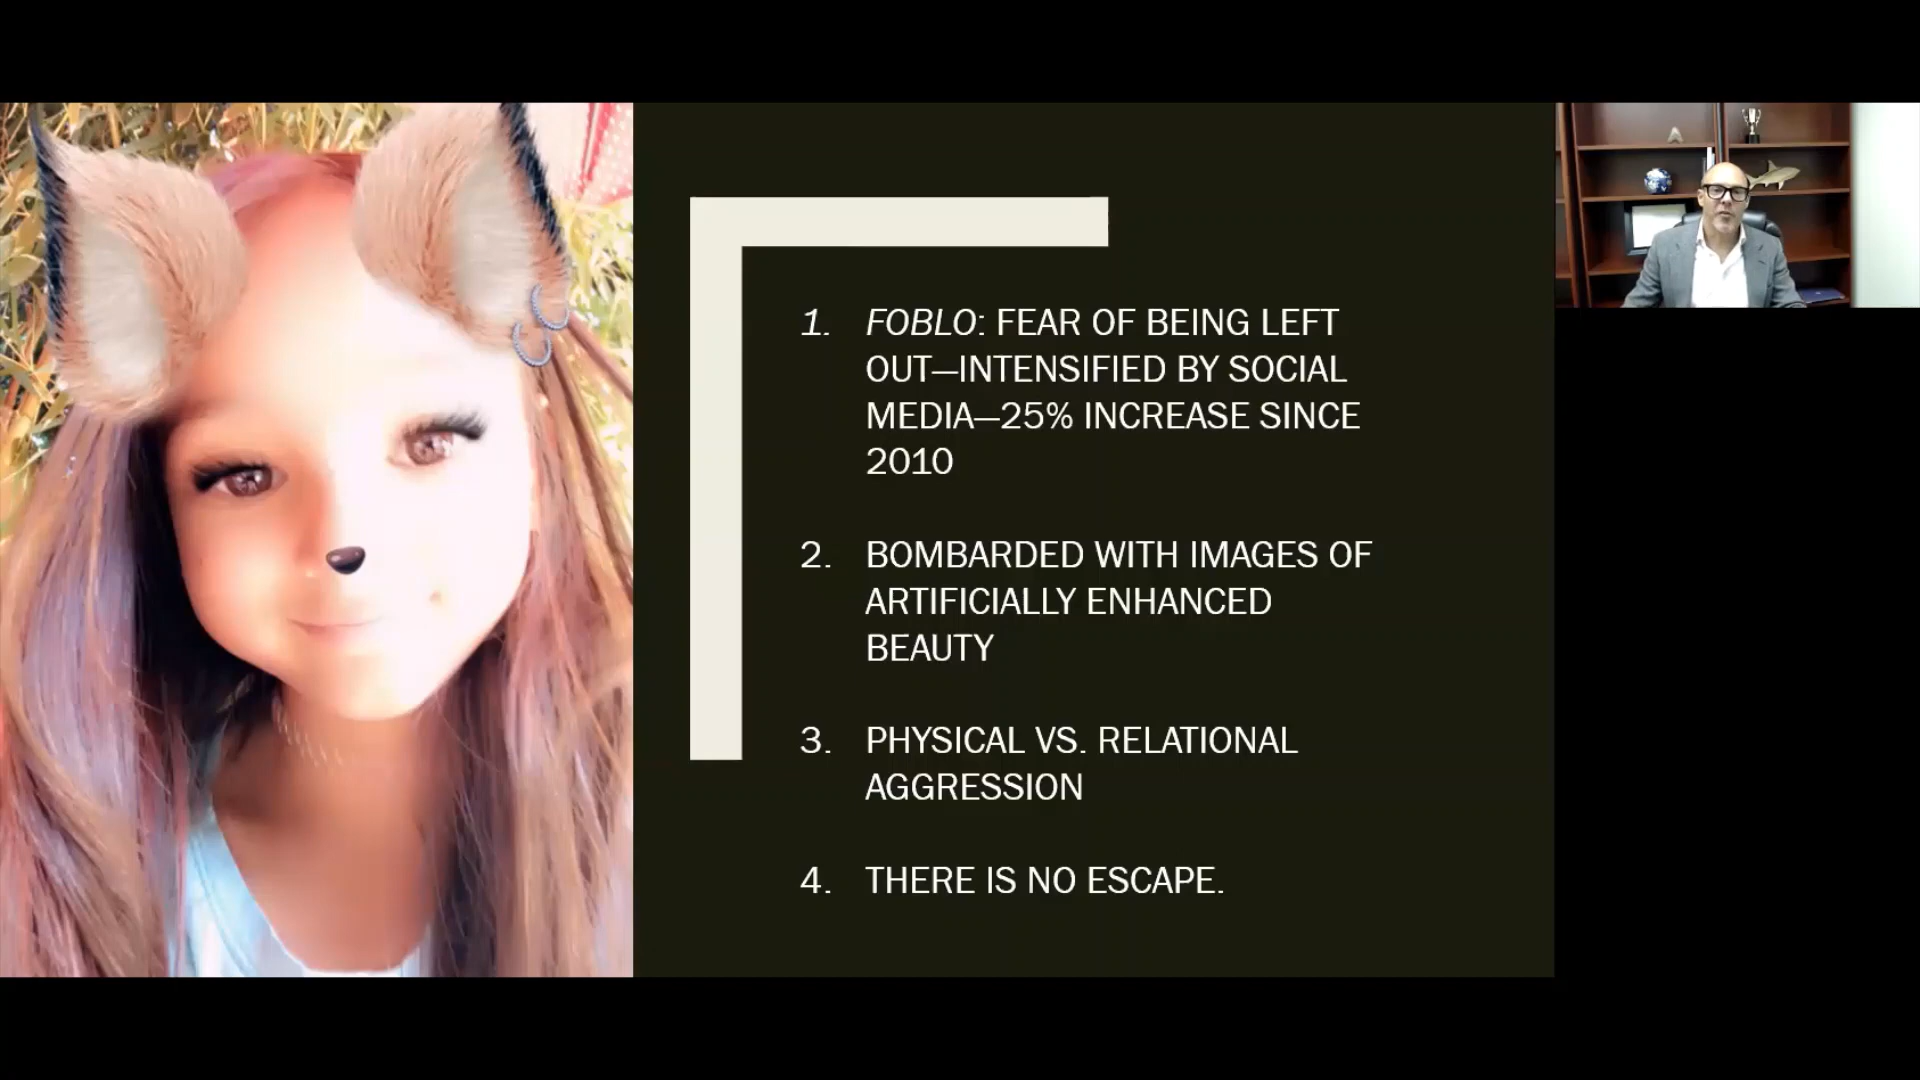 1. FOBLO: FEAR OF BEING LEFT
OUT—INTENSIFIED BY SOCIAL
MEDIA—25% INCREASE SINCE
2010
2. BOMBARDED WITH IMAGES OF
ARTIFICIALLY ENHANCED
BEAUTY
3. PHYSICAL VS. RELATIONAL
AGGRESSION
4. THERE IS NO ESCAPE.